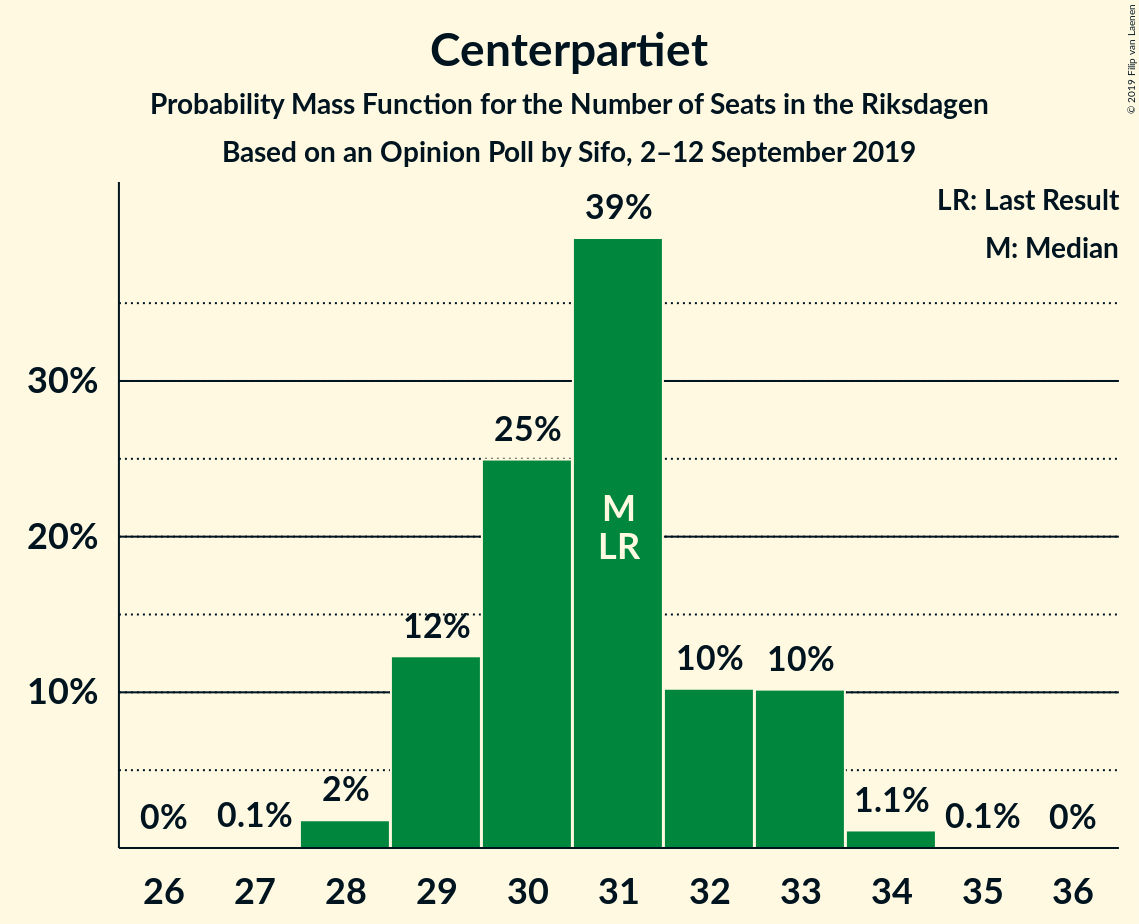 Centerpartiet
Probability Mass Function for the Number of Seats in the Riksdagen
Based on an Opinion Poll by Sifo, 2–12 September 2019
© 2019 Filip van Laenen
LR: Last Result
M: Median
39%
30%
25%
M
20%
LR
12%
10%
10%
10%
2%
1.1%
0%
0.1%
0.1%
0%
26 27 28 29 30 31 32 33 34 35 36